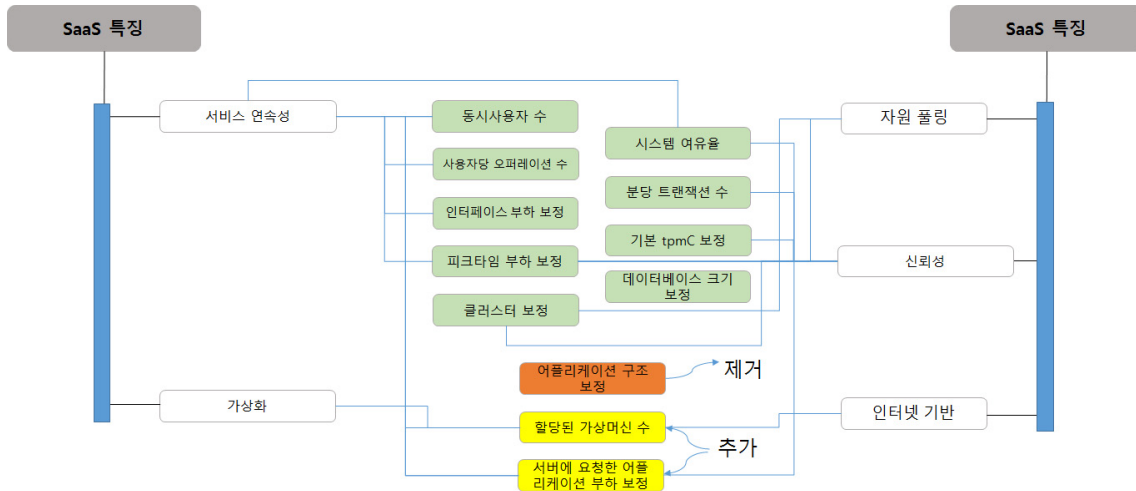 SaaS 특징
SaaS 특징
서비스 연속성
동시사용자 수
자원 풀링
시스템 여유율
사용자당 오퍼레이션 수
분당 트랜잭션 수
인터페이스 부하 보정
기본 tpmC 보정
피크타임 부하 보정
신뢰성
데이터베이스 크기
보정
클러스터 보정
어플리케이션 구조
보정
제거
가상화
할당된 가상머신 수
인터넷 기반
추가
서버에 요청한 어플
리케이션 부하 보정